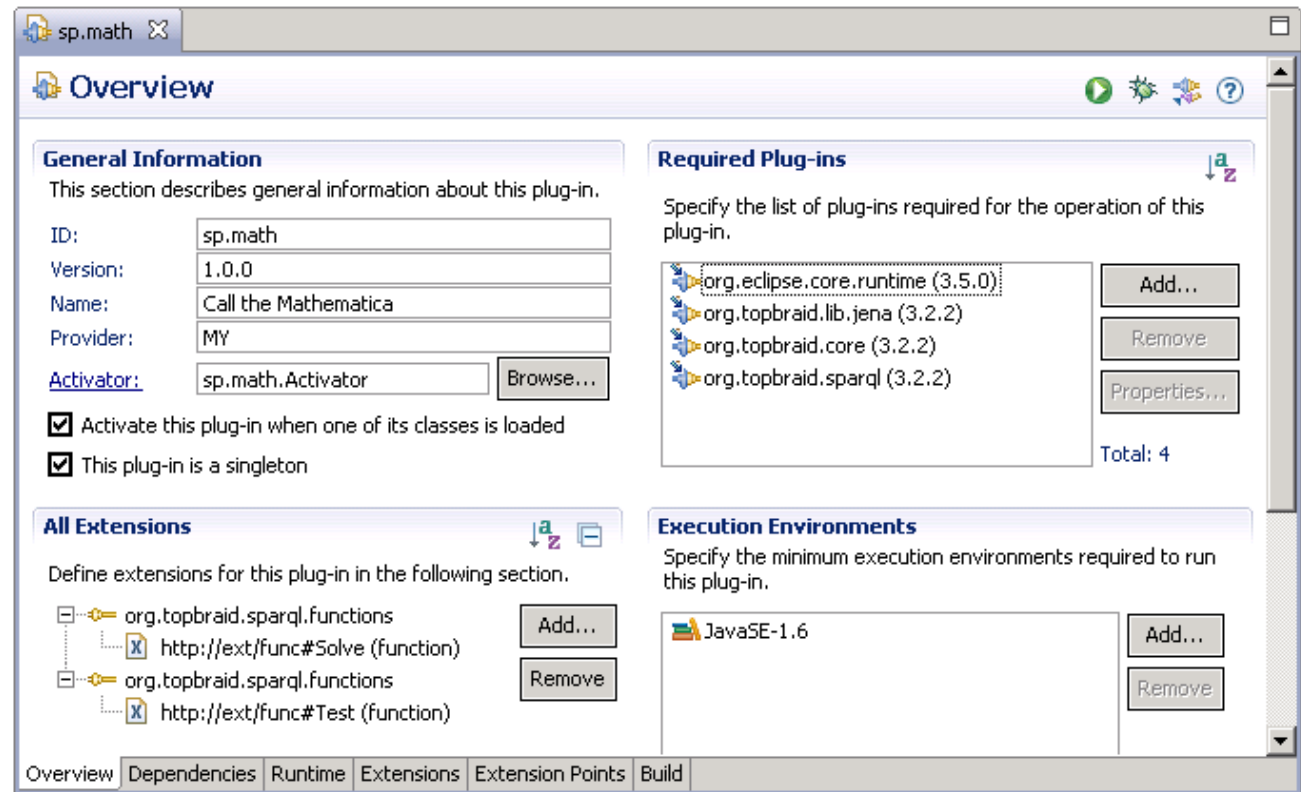 sp.math
Overview
General Information
This section describes general information about this plug-in.
ID: sp.math
Version: 1.0.0
Name: Call the Mathematica
Provider: MY
Activator: sp.math.Activator Browse...
Activate this plug-in when one of its classes is loaded
This plug-in is a singleton
Required Plug-ins
Specify the list of plug-ins required for the operation of this
plug-in.
org.eclipse.core.runtime (3.5.0)
org.topbraid.lib.jena (3.2.2)
org.topbraid.core (3.2.2)
org.topbraid.sparql (3.2.2)
Add...
Remove
Properties...
Total: 4
All Extensions
Define extensions for this plug-in in the following section.
org.topbraid.sparql.functions
http://ext/func#Solve (function)
org.topbraid.sparql.functions
http://ext/func#Test (function)
Add...
Remove
Execution Environments
Specify the minimum execution environments required to run
this plug-in.
JavaSE-1.6
Add...
Remove
Overview Dependencies Runtime Extensions Extension Points Build